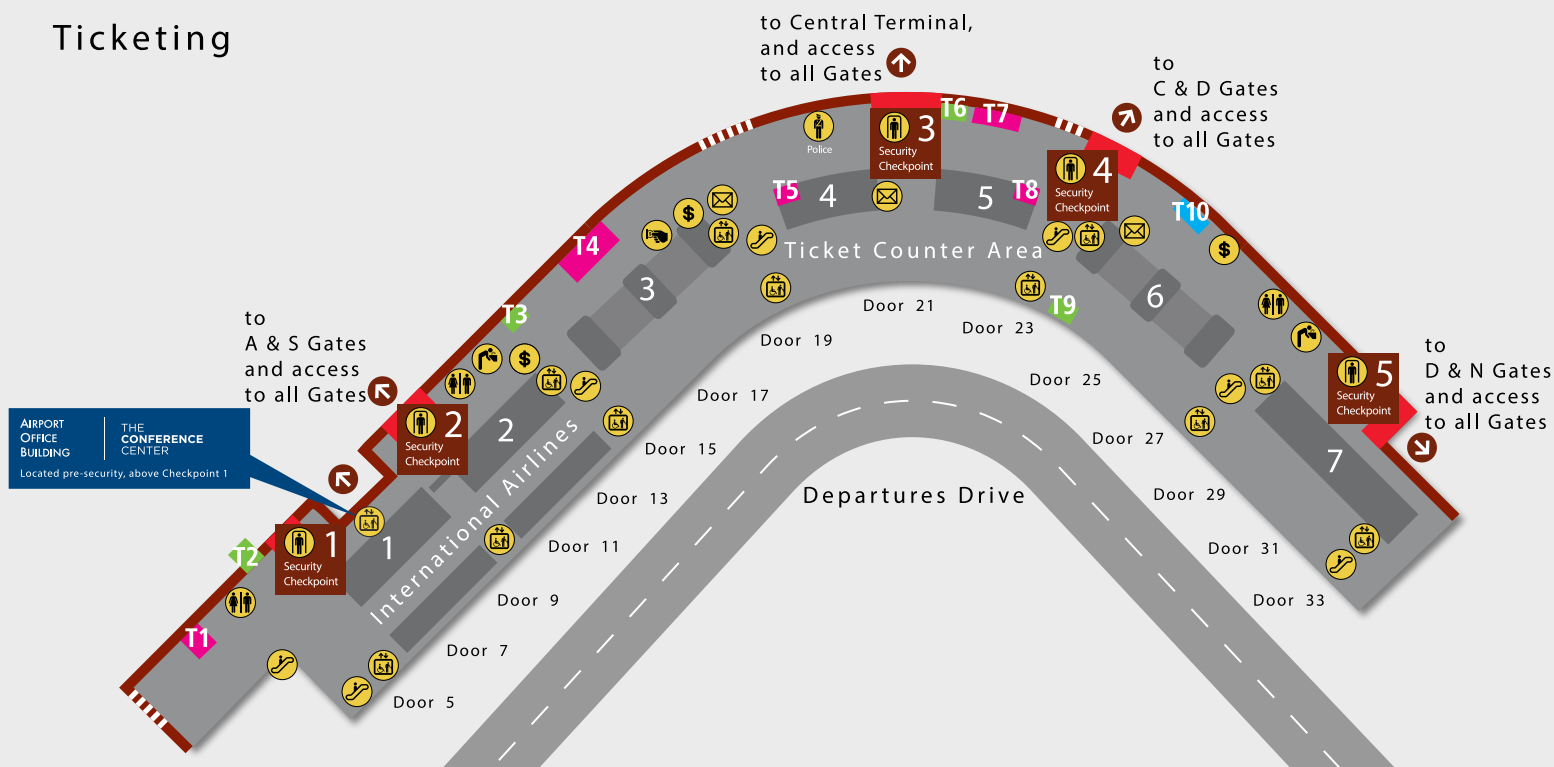 Ticketing
to Central Terminal,
and access
to all Gates
to
C & D Gates
and access
to all Gates
T6
T7
3
Security
Checkpoint
Police
4
Security
Checkpoint
T5
4
5
T8
T10
T4
Ticket Counter Area
3
6
T3
T9
Door 21
Door 23
Door 19
to
A & S Gates
and access
to all Gates
to
D & N Gates
and access
to all Gates
Door 25
Door 17
5
Security
Checkpoint
2
Security
Checkpoint
2
AIRPORT
OFFICE
BUILDING
THE
CONFERENCE
CENTER
Located pre-security, above Checkpoint 1
International Airlines
Door 15
Door 27
7
Door 13
Departures Drive
Door 29
T2
1
Security
Checkpoint
1
Door 11
Door 31
Door 9
Door 33
T1
Door 7
Door 5
$
$
$